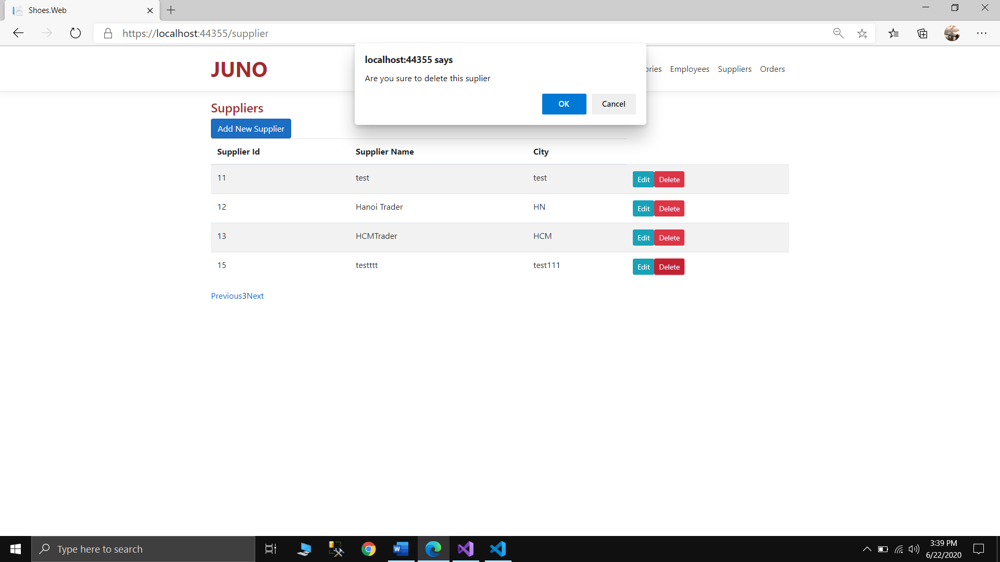 Shoes.Web
https://localhost:44355/supplier
localhost:44355 says
Are you sure to delete this suplier
OK Cancel
JUNO
ories Employees Suppliers Orders
Suppliers
Add New Supplier
Supplier Id Supplier Name City
11 test test Edit Delete
12 Hanoi Trader HN Edit Delete
13 HCMTrader HCM Edit Delete
15 testttt test111 Edit Delete
Previous3Next
Type here to search
3:39 PM
6/22/2020